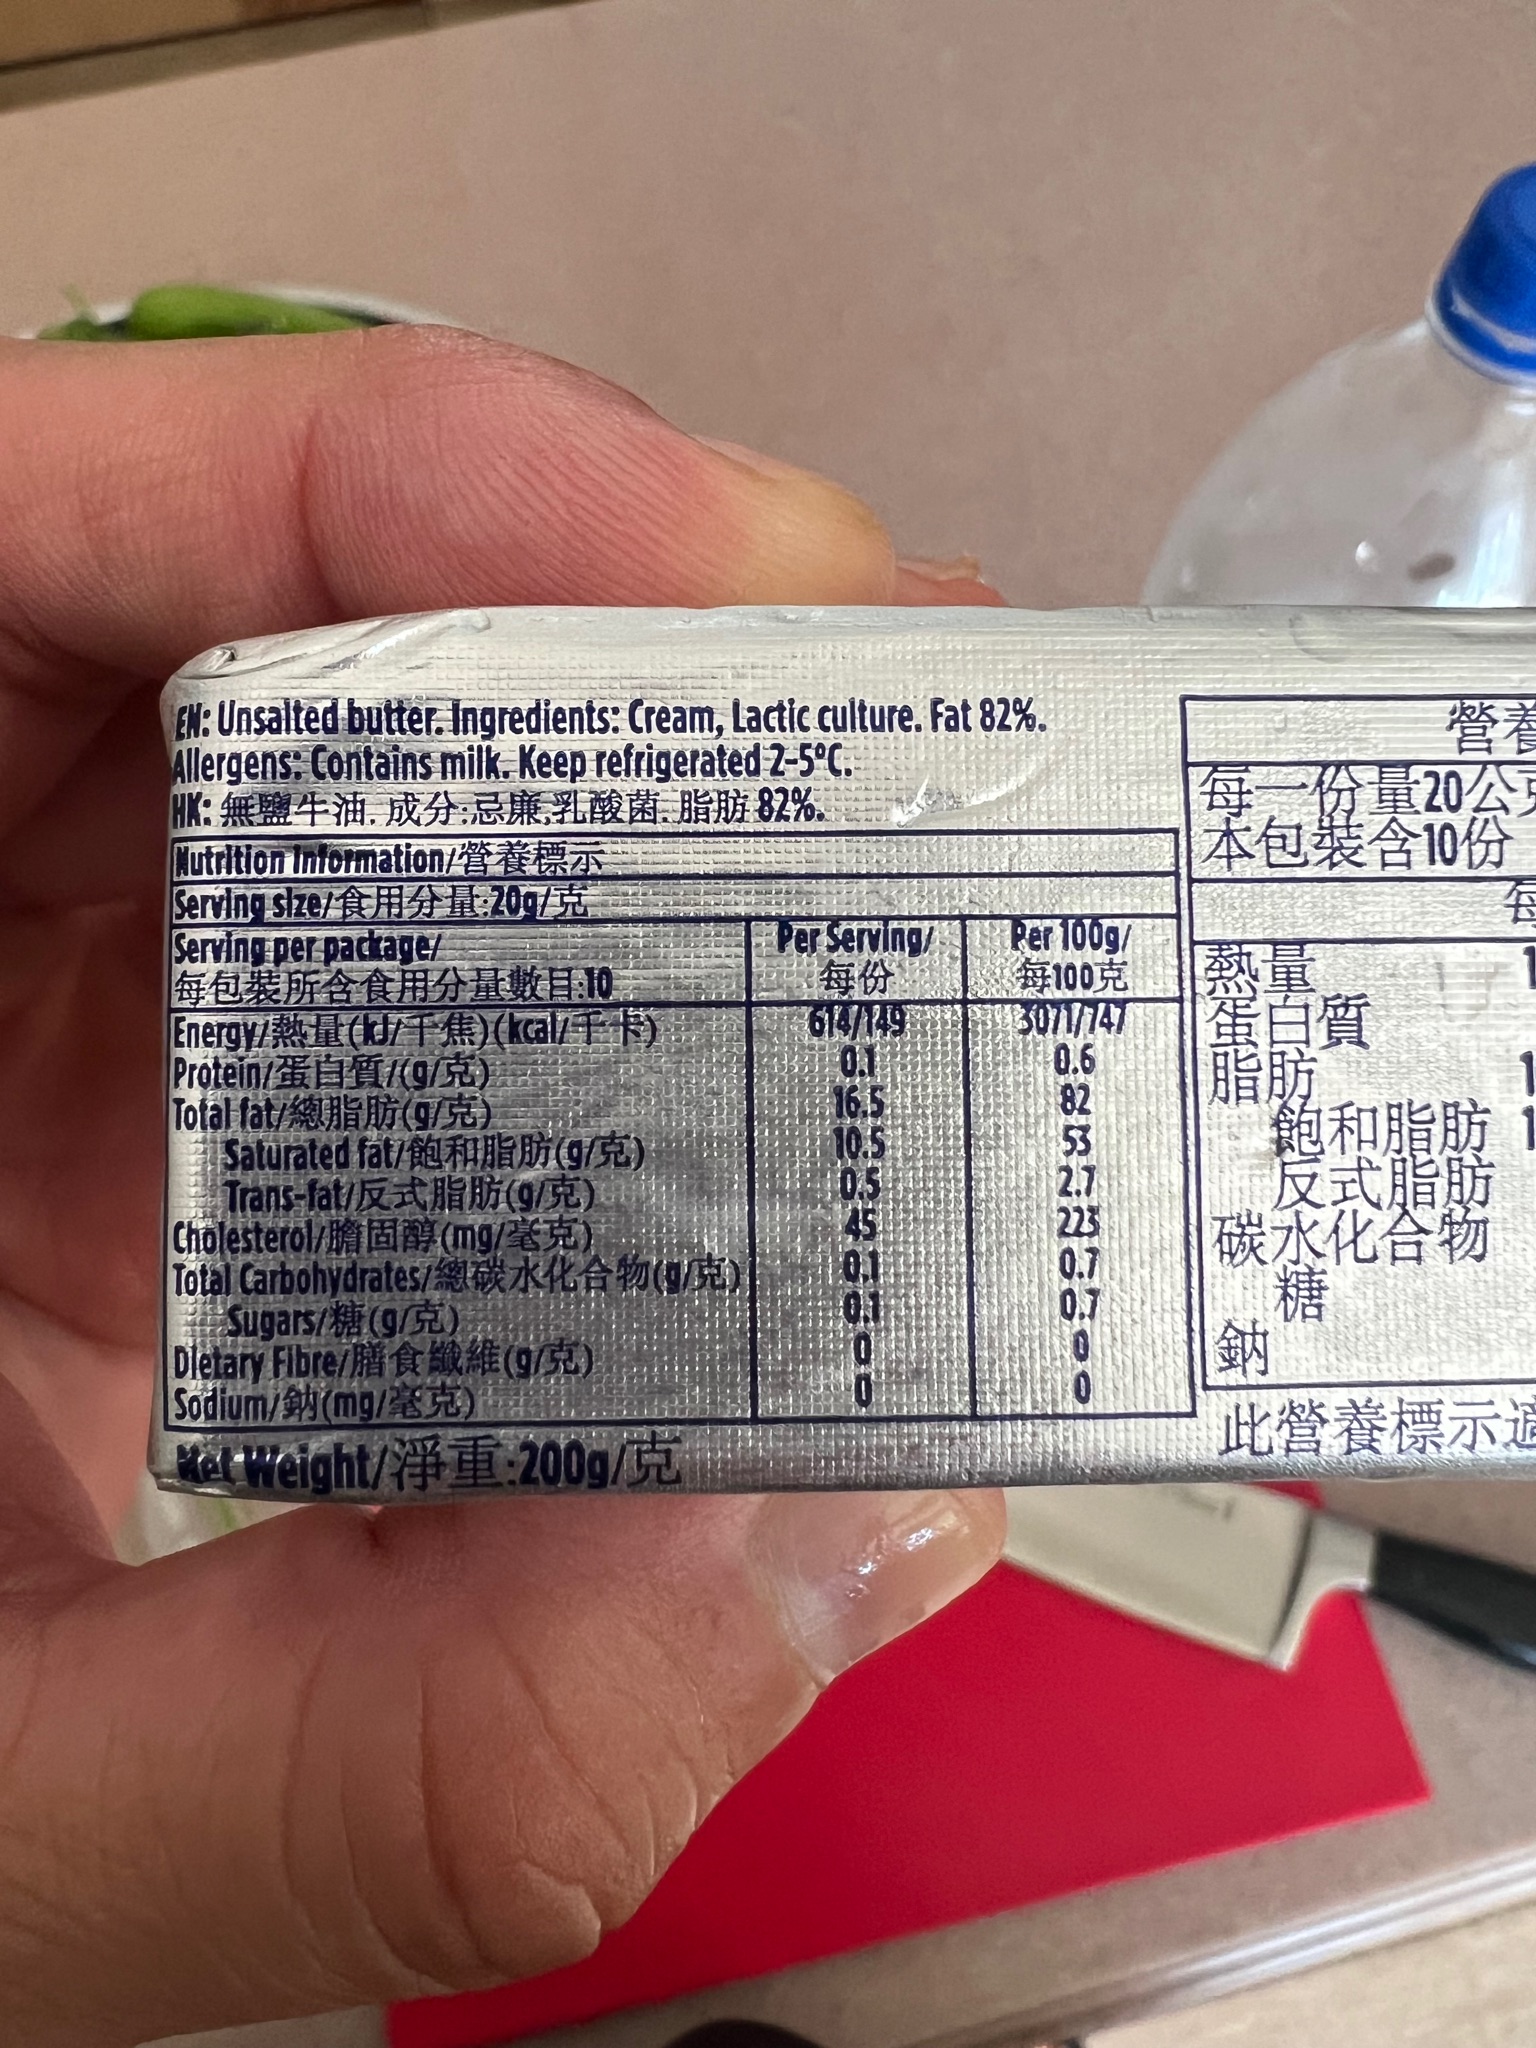 EN: Unsalted butter. Ingredients: Cream, Lactic culture. Fat 82%.
Allergens: Contains milk. Keep refrigerated 2-5°C.
HK: 無鹽牛油. 成分:忌廉,乳酸菌. 脂肪 82%.
Nutrition Information/營養標示
Serving size/食用分量:20g/克
Serving per package/
每包裝所含食用分量數目:10
Per Serving/ Per 100g/
每份 每100克
Energy/熱量(kJ/千焦)(kcal/千卡) 614/149 3071/747
Protein/蛋白質/(g/克) 0.1 0.6
Total fat/總脂肪(g/克) 16.5 82
Saturated fat/飽和脂肪(g/克) 10.5 53
Trans-fat/反式脂肪(g/克) 0.5 2.7
Cholesterol/膽固醇(mg/毫克) 45 223
Total Carbohydrates/總碳水化合物(g/克) 0.1 0.7
Sugars/糖(g/克) 0.1 0.7
Dietary Fibre/膳食纖維(g/克) 0 0
Sodium/鈉(mg/毫克) 0 0
Net Weight/淨重:200g/克
營養
每一份量20公克
本包裝含10份
每
熱量
蛋白質
脂肪
飽和脂肪
反式脂肪
碳水化合物
糖
鈉
此營養標示適